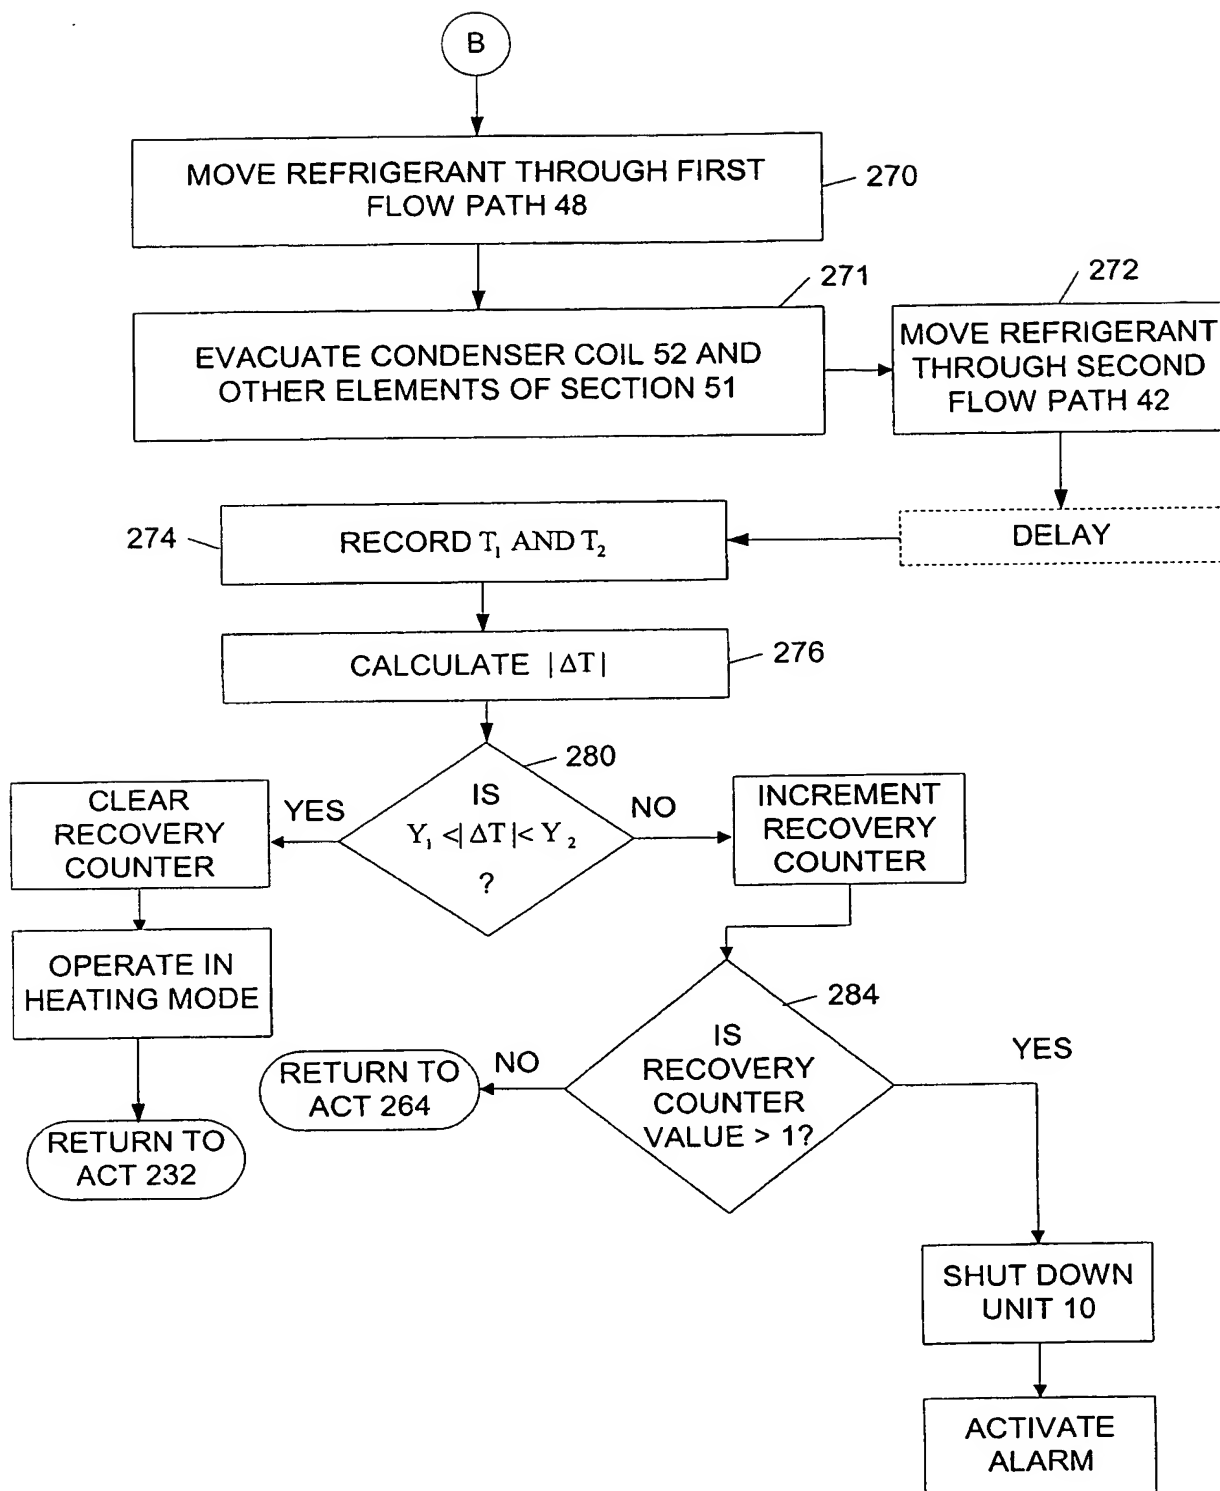 B
MOVE REFRIGERANT THROUGH FIRST
FLOW PATH 48
270
271
272
EVACUATE CONDENSER COIL 52 AND
OTHER ELEMENTS OF SECTION 51
MOVE REFRIGERANT
THROUGH SECOND
FLOW PATH 42
274
RECORD T₁ AND T₂
DELAY
CALCULATE |ΔT|
276
280
CLEAR
RECOVERY
COUNTER
YES
IS
Y₁ <|ΔT|< Y₂
?
NO
INCREMENT
RECOVERY
COUNTER
OPERATE IN
HEATING MODE
284
RETURN TO
ACT 232
RETURN TO
ACT 264
NO
IS
RECOVERY
COUNTER
VALUE > 1?
YES
SHUT DOWN
UNIT 10
ACTIVATE
ALARM